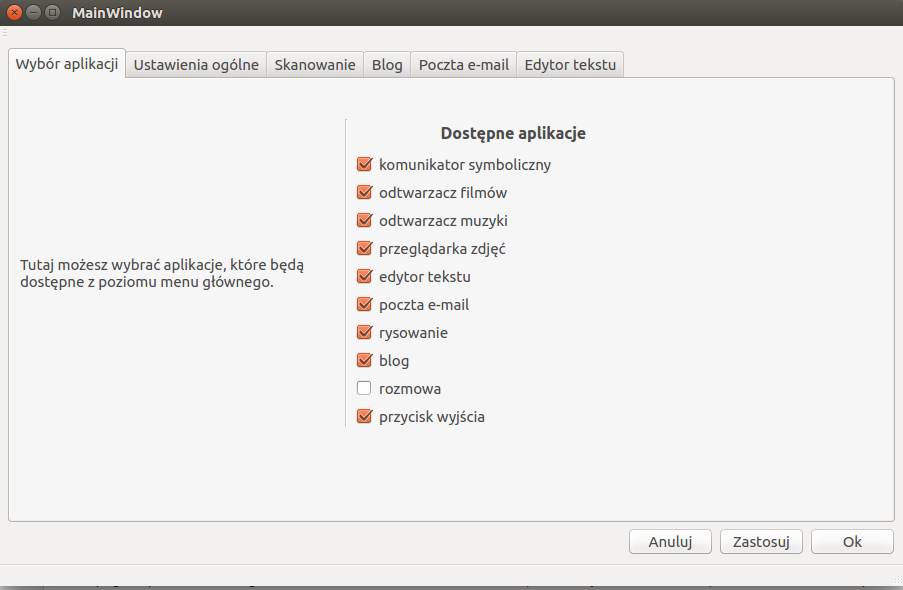 MainWindow
Wybór aplikacji
Ustawienia ogólne
Skanowanie
Blog
Poczta e-mail
Edytor tekstu
Tutaj możesz wybrać aplikacje, które będą
dostępne z poziomu menu głównego.
Dostępne aplikacje
komunikator symboliczny
odtwarzacz filmów
odtwarzacz muzyki
przeglądarka zdjęć
edytor tekstu
poczta e-mail
rysowanie
blog
rozmowa
przycisk wyjścia
Anuluj
Zastosuj
Ok